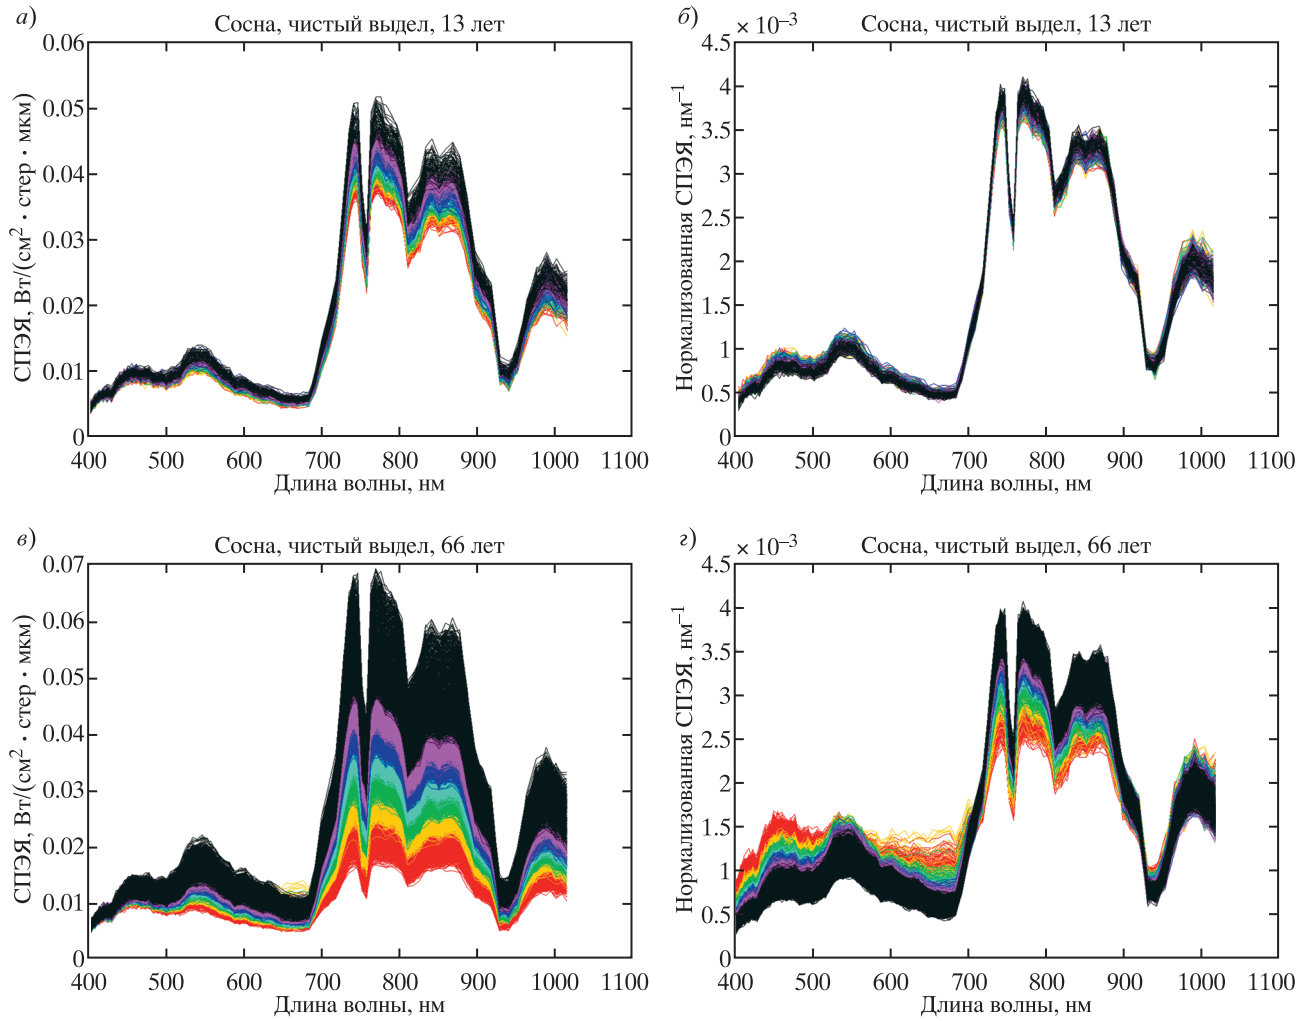 а)
Сосна, чистый выдел, 13 лет
СПЭЯ, Вт/(см² · стер · мкм)
0.06
0.05
0.04
0.03
0.02
0.01
0
400 500 600 700 800 900 1000 1100
Длина волны, нм
б)
Сосна, чистый выдел, 13 лет
× 10⁻³
Нормализованная СПЭЯ, нм⁻¹
4.5
4
3.5
3
2.5
2
1.5
1
0.5
0
400 500 600 700 800 900 1000 1100
Длина волны, нм
в)
Сосна, чистый выдел, 66 лет
СПЭЯ, Вт/(см² · стер · мкм)
0.07
0.06
0.05
0.04
0.03
0.02
0.01
0
400 500 600 700 800 900 1000 1100
Длина волны, нм
г)
Сосна, чистый выдел, 66 лет
× 10⁻³
Нормализованная СПЭЯ, нм⁻¹
4.5
4
3.5
3
2.5
2
1.5
1
0.5
0
400 500 600 700 800 900 1000 1100
Длина волны, нм